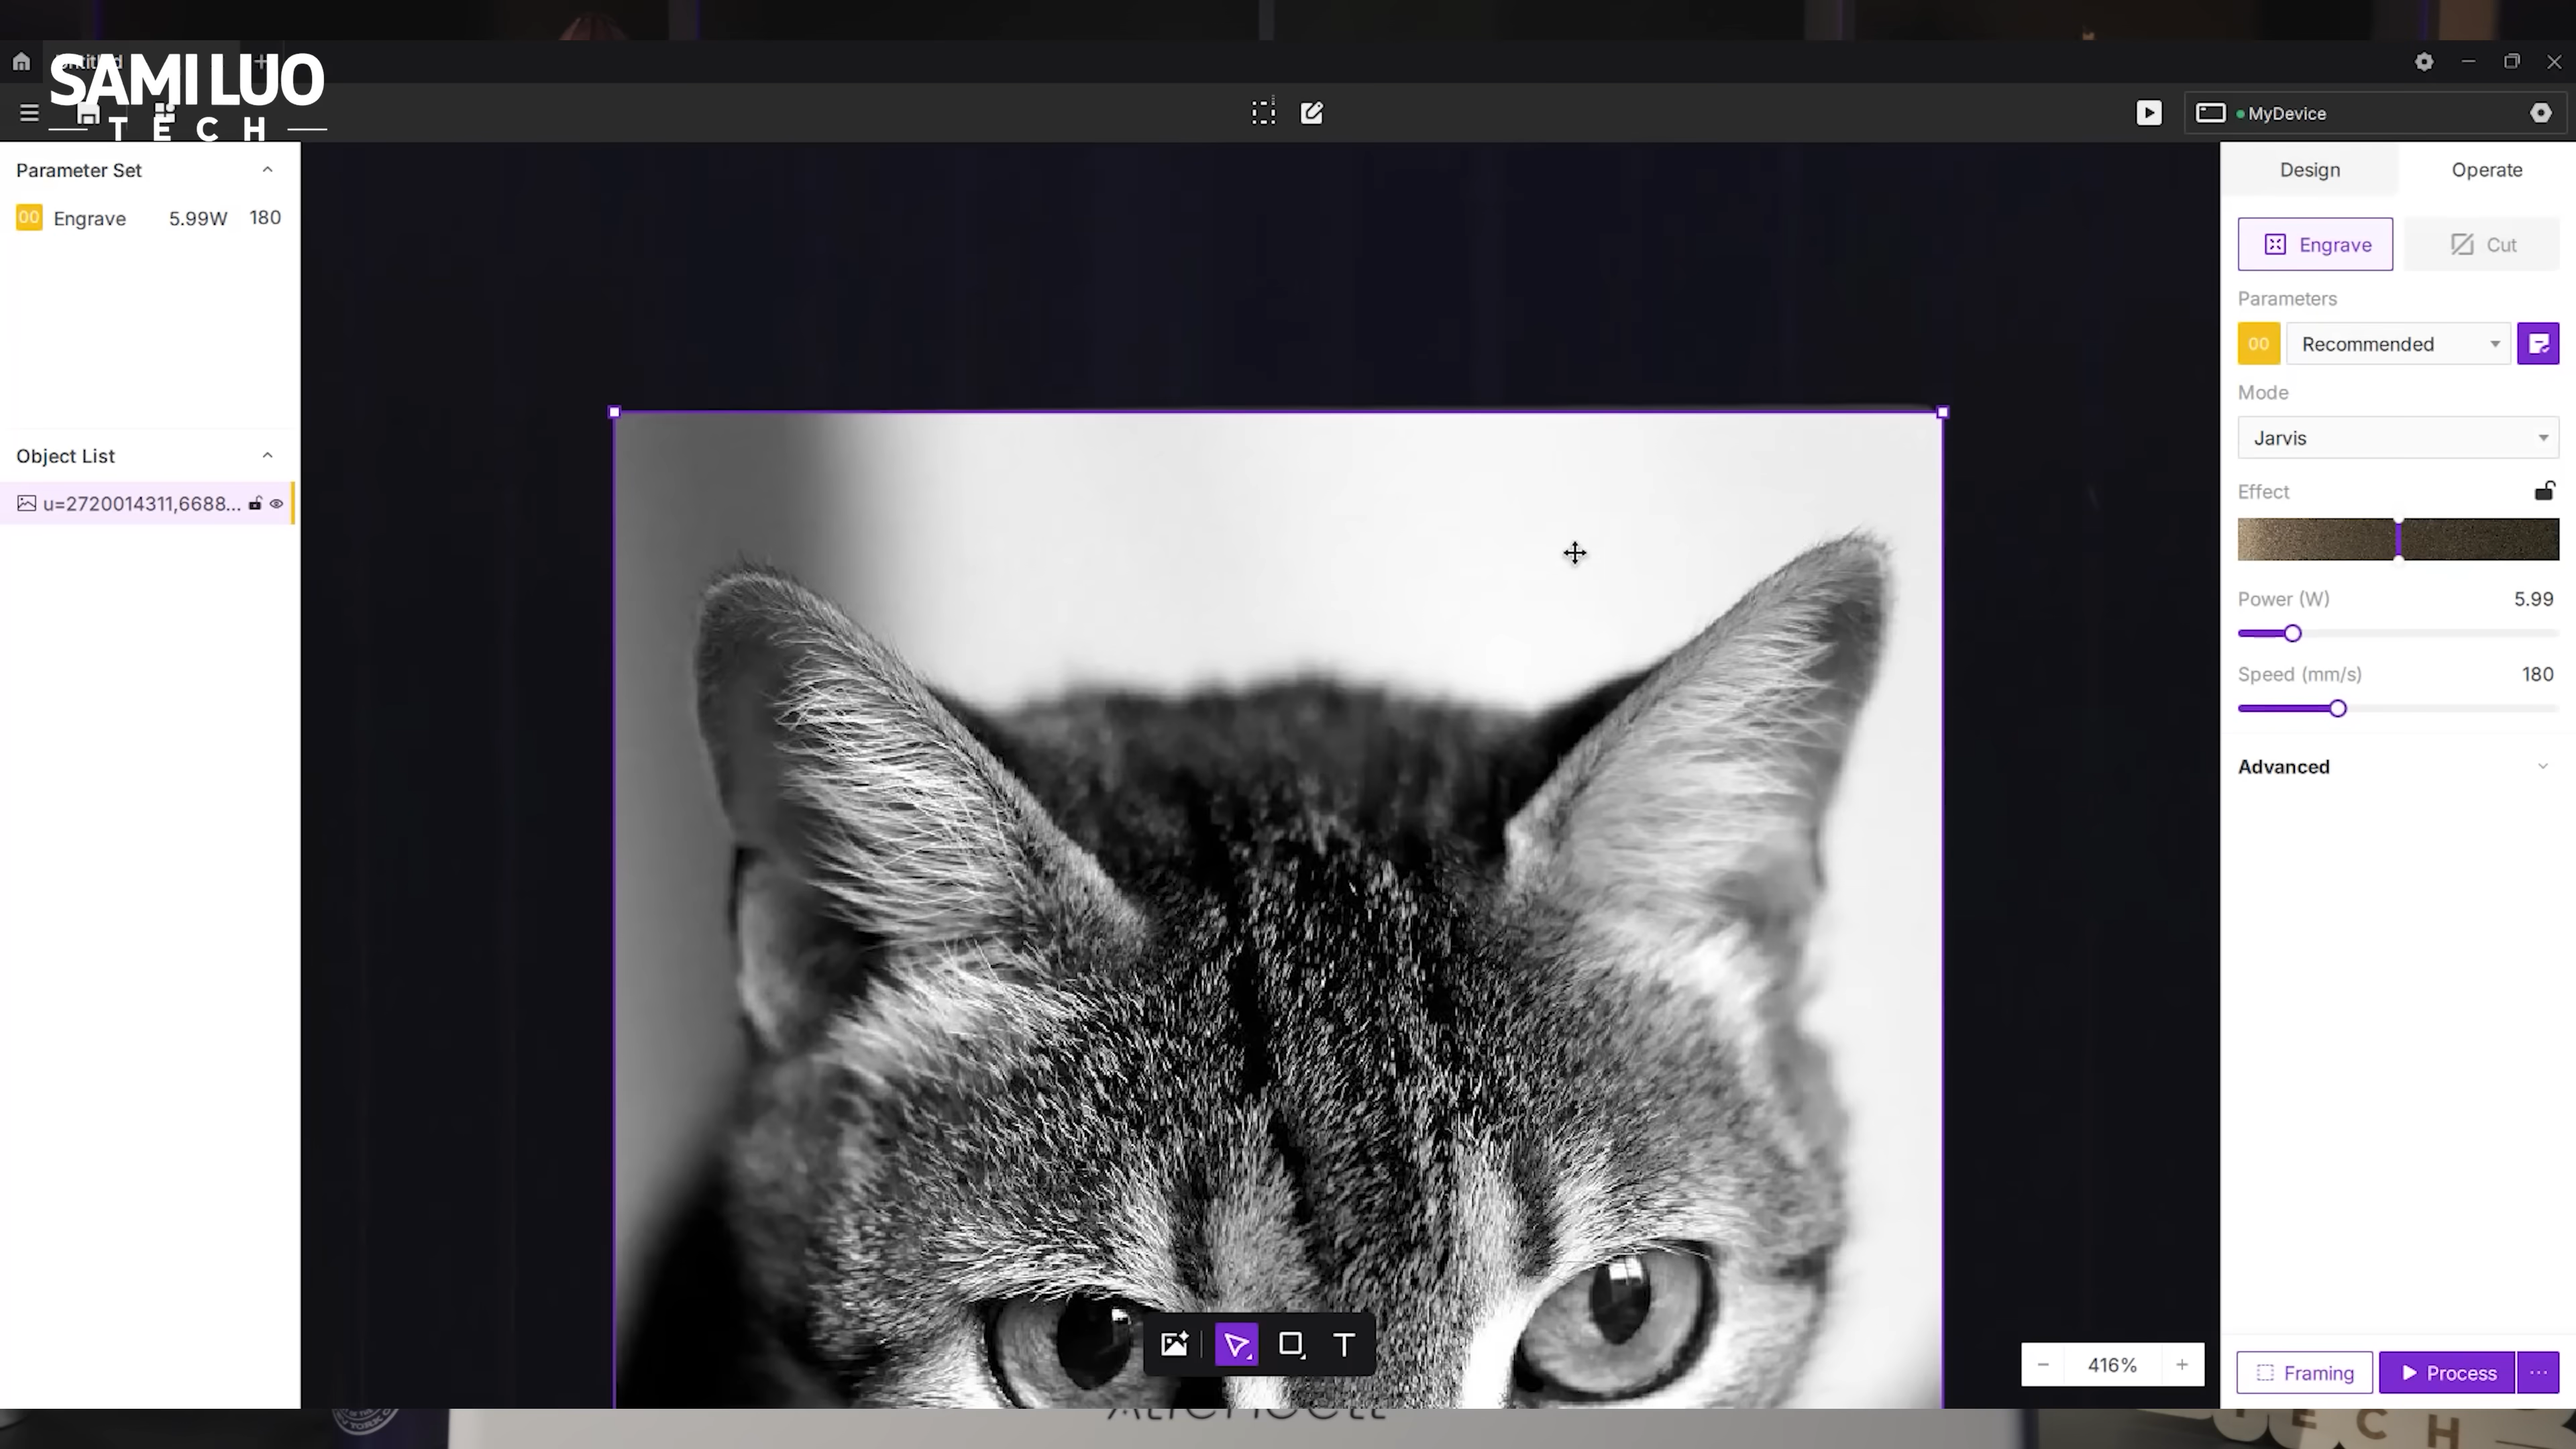 SAMI LUO
TECH
MyDevice
Parameter Set
00 Engrave 5.99W 180
Object List
u=2720014311,6688...
Design Operate
Engrave Cut
Parameters
00 Recommended
Mode
Jarvis
Effect
Power (W) 5.99
Speed (mm/s) 180
Advanced
T
416%
Framing Process
TECH